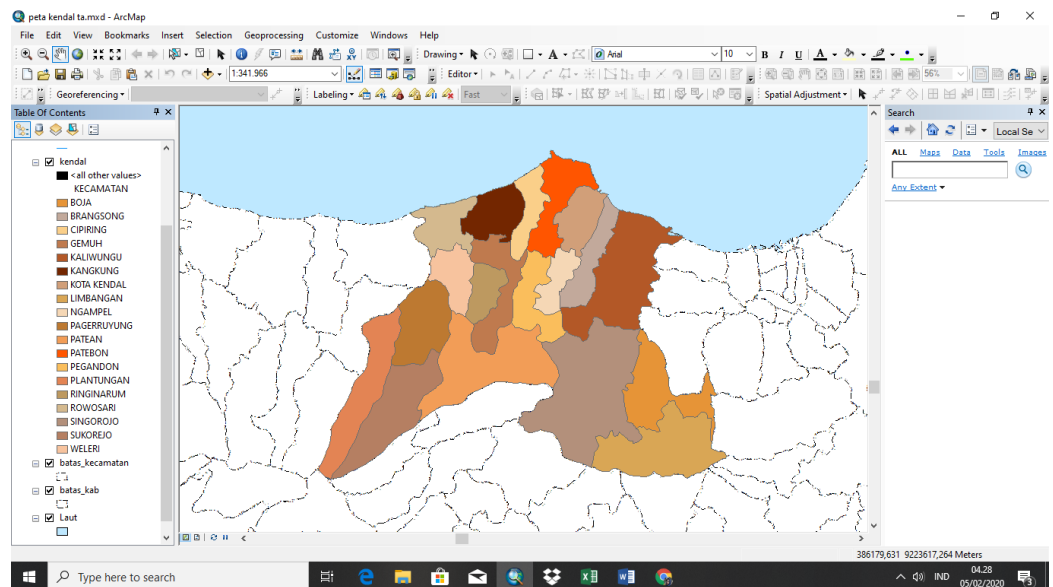 peta kendal ta.mxd - ArcMap
File Edit View Bookmarks Insert Selection Geoprocessing Customize Windows Help
Drawing Arial 10 B I U A
1:341.966 Editor 56%
Georeferencing Labeling Fast Spatial Adjustment
Table Of Contents
kendal
<all other values>
KECAMATAN
BOJA
BRANGSONG
CIPIRING
GEMUH
KALIWUNGU
KANGKUNG
KOTA KENDAL
LIMBANGAN
NGAMPEL
PAGERRUYUNG
PATEAN
PATEBON
PEGANDON
PLANTUNGAN
RINGINARUM
ROWOSARI
SINGOROJO
SUKOREJO
WELERI
batas_kecamatan
batas_kab
Laut
Search
Local Se
ALL Maps Data Tools Images
Any Extent
386179,631 9223617,264 Meters
Type here to search
IND
04.28
05/02/2020